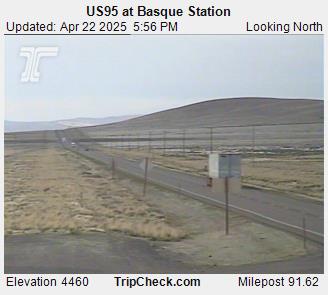 US95 at Basque Station
Updated: Apr 22 2025 5:56 PM Looking North
Elevation 4460 TripCheck.com Milepost 91.62